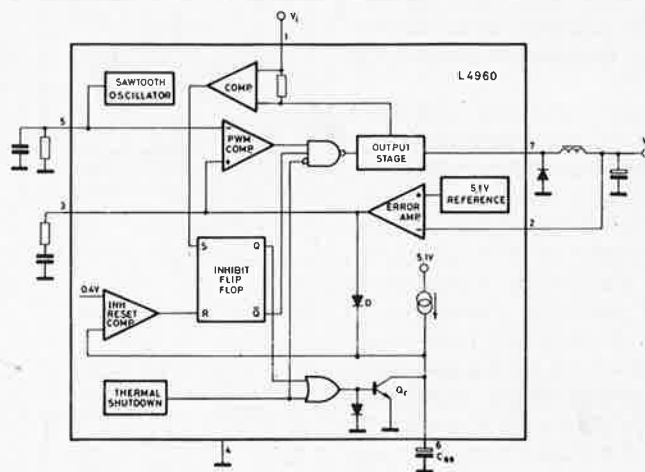 Vi
1
L4960
SAWTOOTH
OSCILLATOR
COMP.
5
PWM
COMP
OUTPUT
STAGE
7
3
ERROR
AMP.
5.1V
REFERENCE
2
S Q
INHIBIT
FLIP
FLOP
R Q̅
5.1V
0.4V
INH
RESET
COMP.
D
THERMAL
SHUTDOWN
Qr
4
6
Css